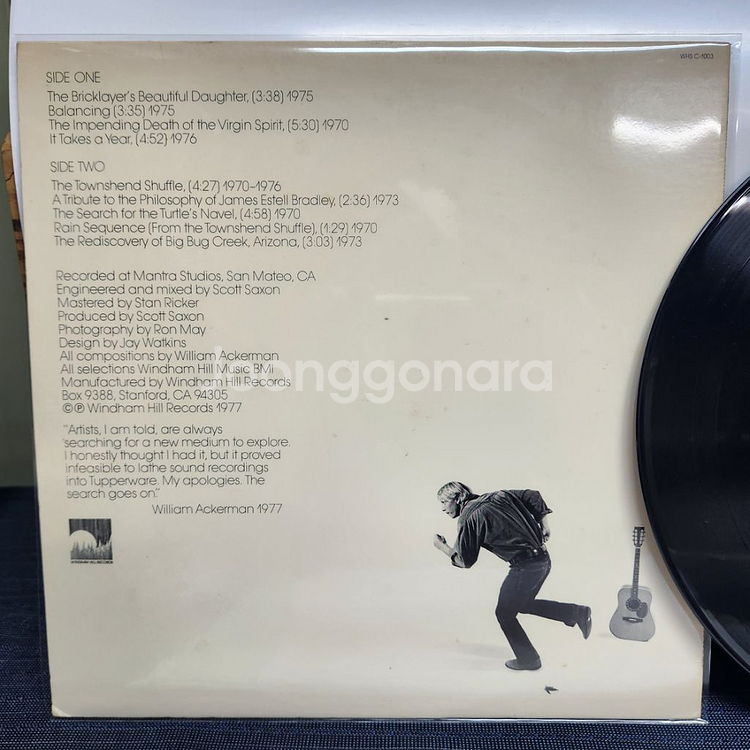 WHS C-1003
SIDE ONE
The Bricklayer's Beautiful Daughter, (3:38) 1975
Balancing (3:35) 1975
The Impending Death of the Virgin Spirit, (5:30) 1970
It Takes a Year, (4:52) 1976
SIDE TWO
The Townshend Shuffle, (4:27) 1970-1976
A Tribute to the Philosophy of James Estell Bradley, (2:36) 1973
The Search for the Turtle's Navel, (4:58) 1970
Rain Sequence (From the Townshend Shuffle), (1:29) 1970
The Rediscovery of Big Bug Creek, Arizona, (3:03) 1973
Recorded at Mantra Studios, San Mateo, CA
Engineered and mixed by Scott Saxon
Mastered by Stan Ricker
Produced by Scott Saxon
Photography by Ron May
Design by Jay Watkins
All compositions by William Ackerman
All selections Windham Hill Music BMI
Manufactured by Windham Hill Records
Box 9388, Stanford, CA 94305
©℗ Windham Hill Records 1977
"Artists, I am told, are always
searching for a new medium to explore.
I honestly thought I had it, but it proved
infeasible to lathe sound recordings
into Tupperware. My apologies. The
search goes on."
William Ackerman 1977
WINDHAM HILL RECORDS
Joonggonara